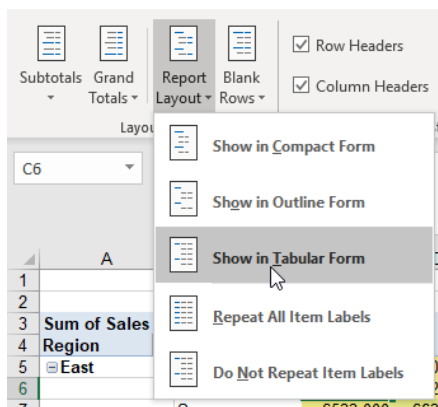 Subtotals Grand Totals Report Layout Blank Rows
Row Headers
Column Headers
Show in Compact Form
C6
Show in Outline Form
A
Show in Tabular Form
1
2
3 Sum of Sales
Repeat All Item Labels
4 Region
5 East
Do Not Repeat Item Labels
6